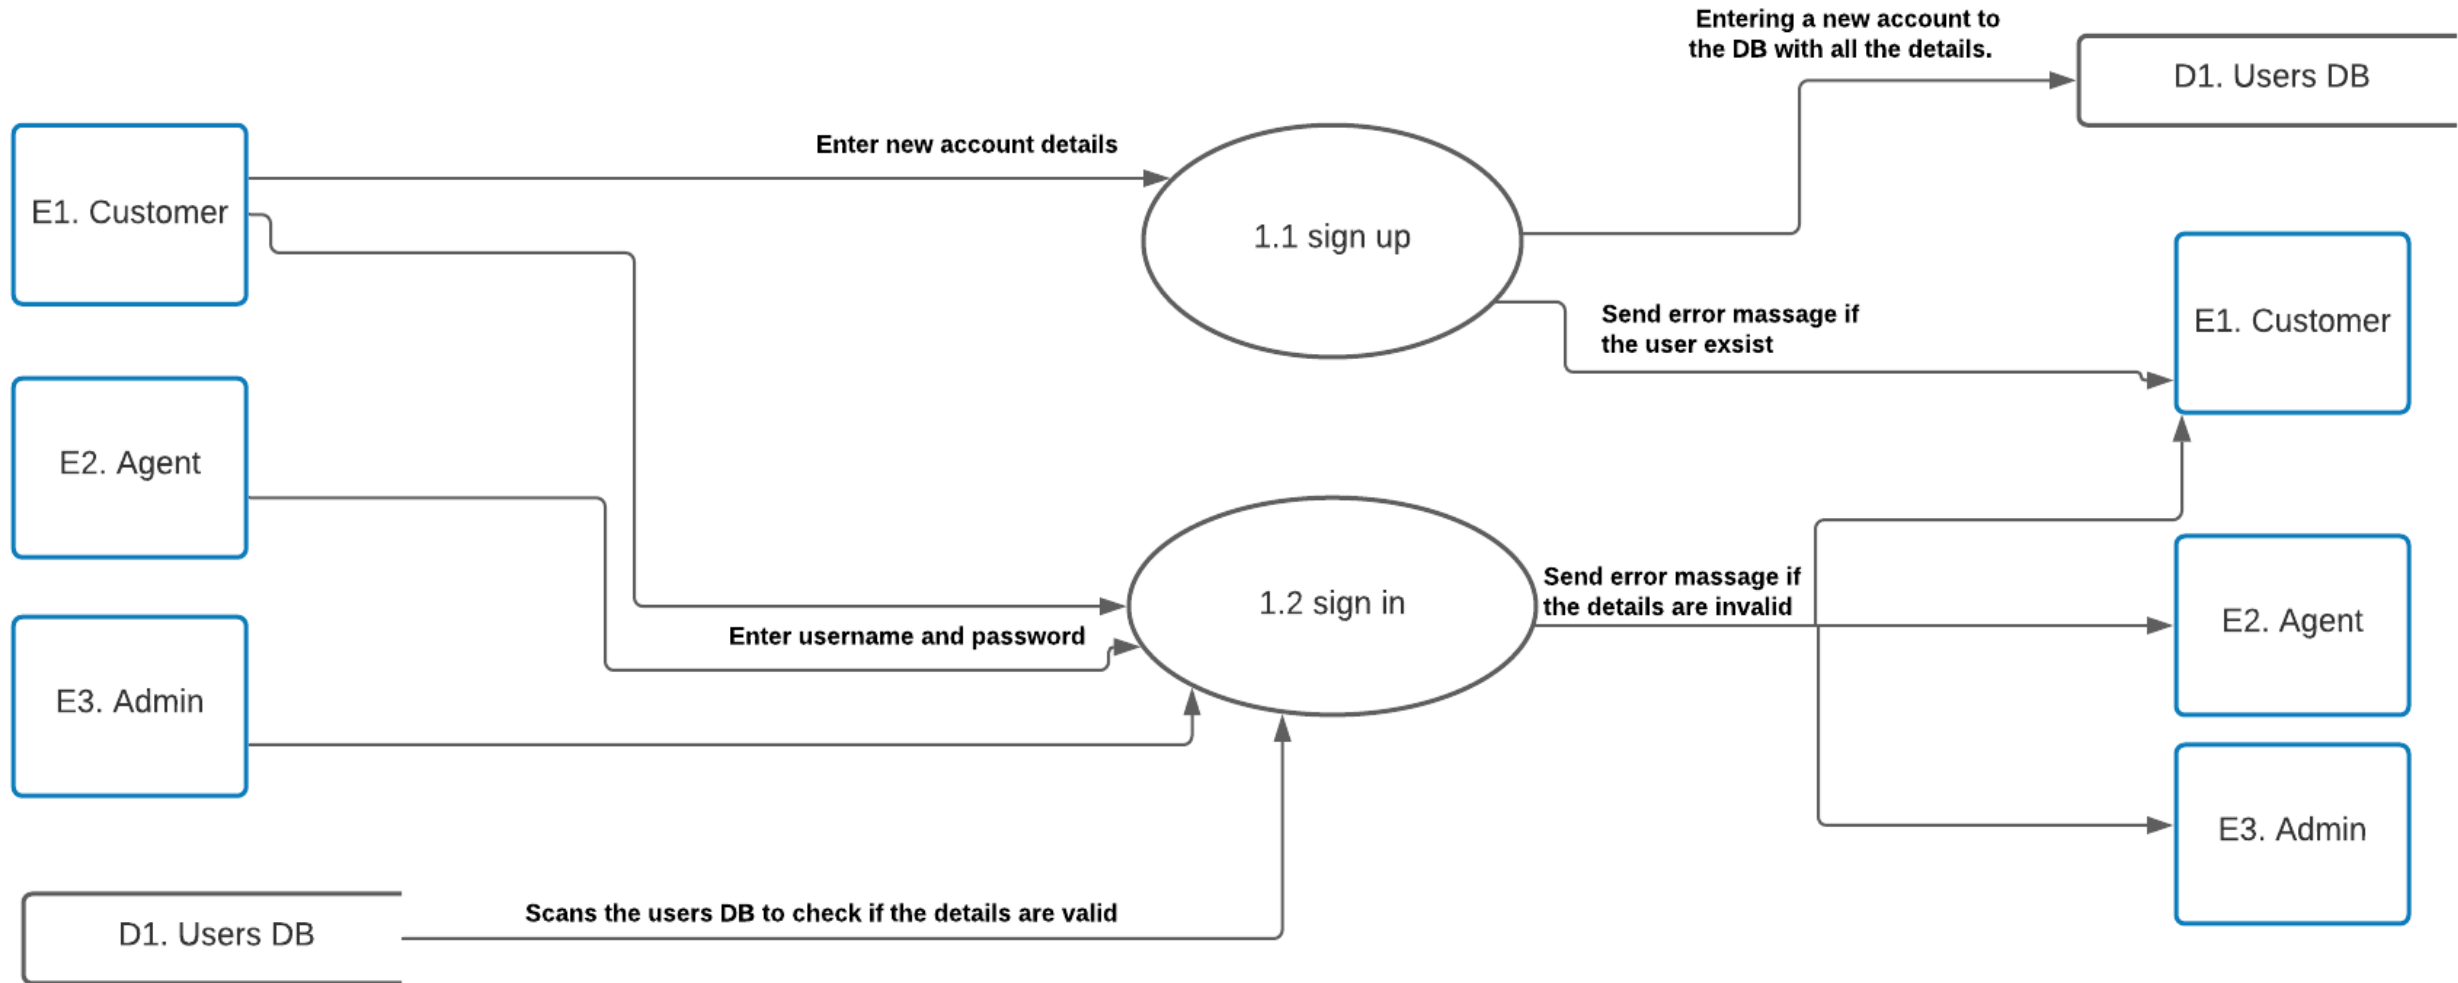 Entering a new account to
the DB with all the details.
D1. Users DB
Enter new account details
E1. Customer
1.1 sign up
Send error massage if
the user exsist
E1. Customer
E2. Agent
Send error massage if
the details are invalid
1.2 sign in
E2. Agent
Enter username and password
E3. Admin
E3. Admin
Scans the users DB to check if the details are valid
D1. Users DB